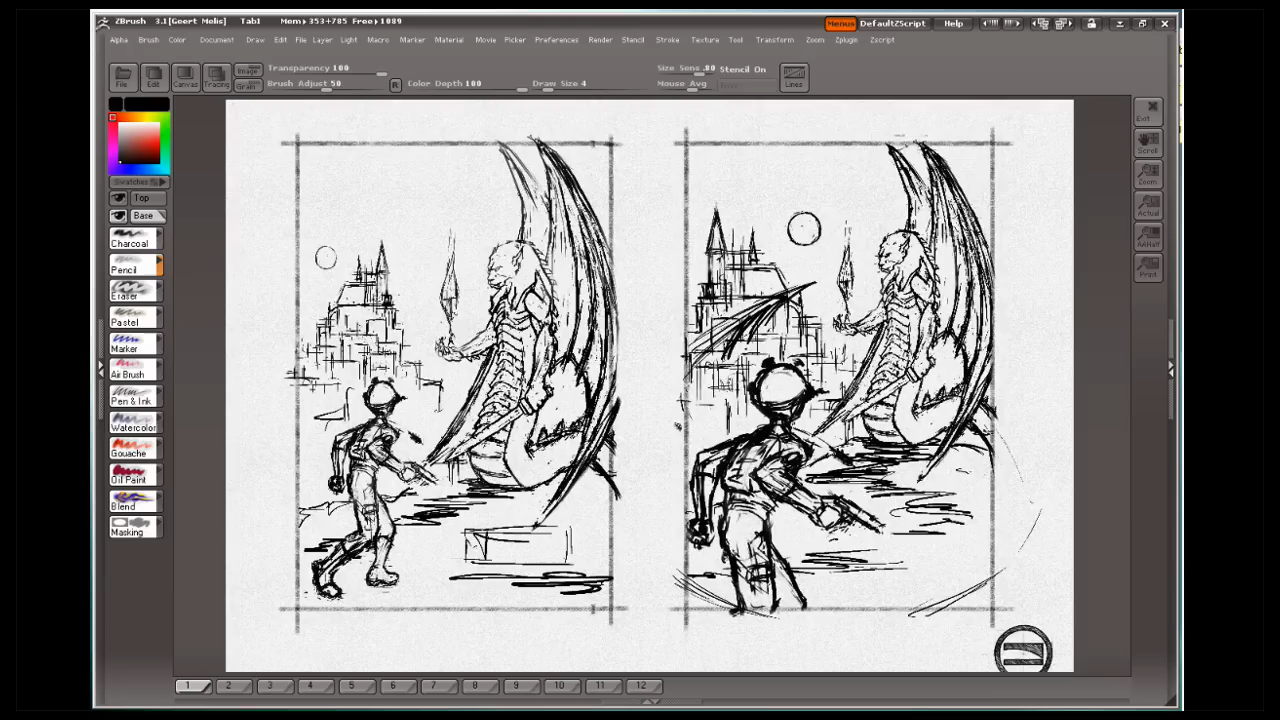 ZBrush 3.1[Geert Melis] Tab1 Mem▸353+785 Free▸1089 Menus DefaultZScript Help
Alpha Brush Color Document Draw Edit File Layer Light Macro Marker Material Movie Picker Preferences Render Stencil Stroke Texture Tool Transform Zoom Zplugin Zscript
Transparency 100 Size Sens .80 Stencil On
File Edit Canvas Tracing Image Grain Brush Adjust 50 R Color Depth 100 Draw Size 4 Mouse Avg Lines
Swatches
Top
Base
Charcoal
Pencil
Eraser
Pastel
Marker
Air Brush
Pen & Ink
Watercolor
Gouache
Oil Paint
Blend
Masking
Exit
Scroll
Zoom
Actual
AAHalf
Print
1 2 3 4 5 6 7 8 9 10 11 12